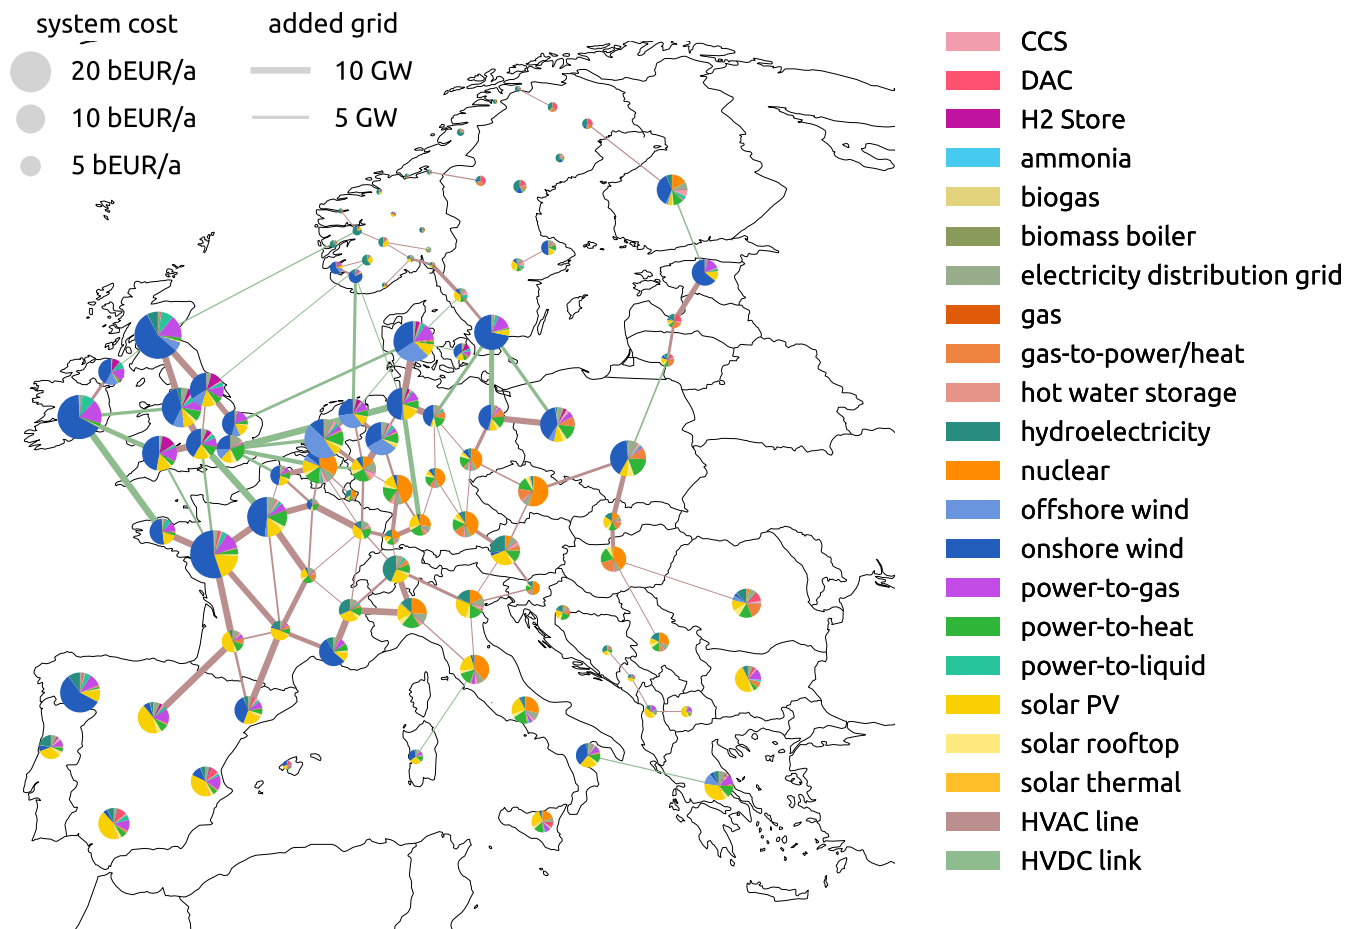 system cost
added grid
20 bEUR/a
10 GW
10 bEUR/a
5 GW
5 bEUR/a
CCS
DAC
H2 Store
ammonia
biogas
biomass boiler
electricity distribution grid
gas
gas-to-power/heat
hot water storage
hydroelectricity
nuclear
offshore wind
onshore wind
power-to-gas
power-to-heat
power-to-liquid
solar PV
solar rooftop
solar thermal
HVAC line
HVDC link